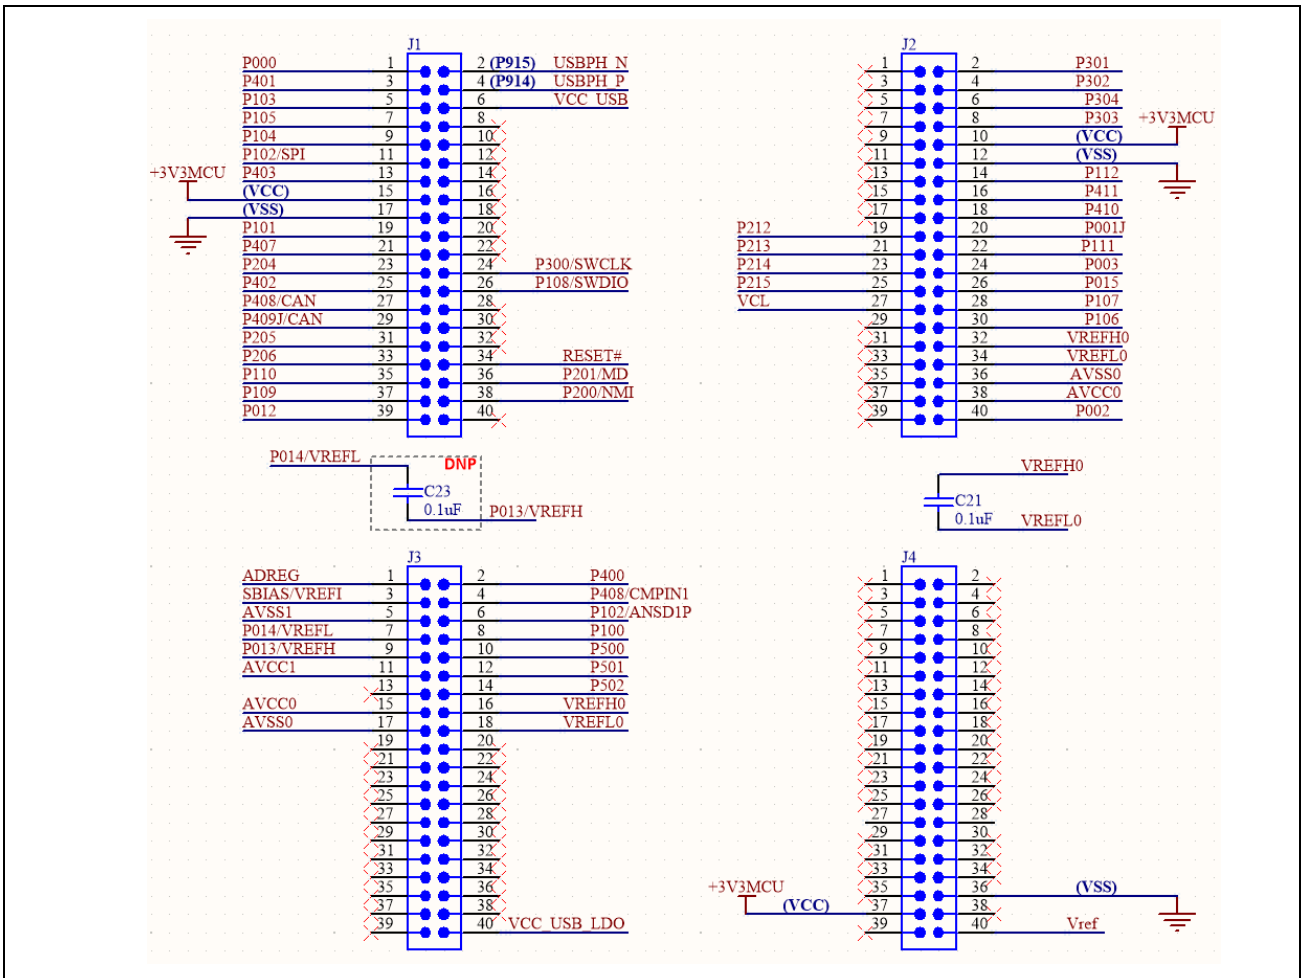 J1 J2
P000 1 2 (P915) USBPH_N 1 2 P301
P401 3 4 (P914) USBPH_P 3 4 P302
P103 5 6 VCC_USB 5 6 P304
P105 7 8 7 8 P303 +3V3MCU
P104 9 10 9 10 (VCC)
P102/SPI 11 12 11 12 (VSS)
+3V3MCU P403 13 14 13 14 P112
(VCC) 15 16 15 16 P411
(VSS) 17 18 17 18 P410
P101 19 20 P212 19 20 P001J
P407 21 22 P213 21 22 P111
P204 23 24 P300/SWCLK P214 23 24 P003
P402 25 26 P108/SWDIO P215 25 26 P015
P408/CAN 27 28 VCL 27 28 P107
P409J/CAN 29 30 29 30 P106
P205 31 32 31 32 VREFH0
P206 33 34 RESET# 33 34 VREFL0
P110 35 36 P201/MD 35 36 AVSS0
P109 37 38 P200/NMI 37 38 AVCC0
P012 39 40 39 40 P002
P014/VREFL DNP VREFH0
C23 C21
0.1uF P013/VREFH 0.1uF VREFL0
J3 J4
ADREG 1 2 P400 1 2
SBIAS/VREFI 3 4 P408/CMPIN1 3 4
AVSS1 5 6 P102/ANSD1P 5 6
P014/VREFL 7 8 P100 7 8
P013/VREFH 9 10 P500 9 10
AVCC1 11 12 P501 11 12
13 14 P502 13 14
AVCC0 15 16 VREFH0 15 16
AVSS0 17 18 VREFL0 17 18
19 20 19 20
21 22 21 22
23 24 23 24
25 26 25 26
27 28 27 28
29 30 29 30
31 32 31 32
33 34 33 34
35 36 +3V3MCU 35 36 (VSS)
37 38 (VCC) 37 38
39 40 VCC_USB_LDO 39 40 Vref